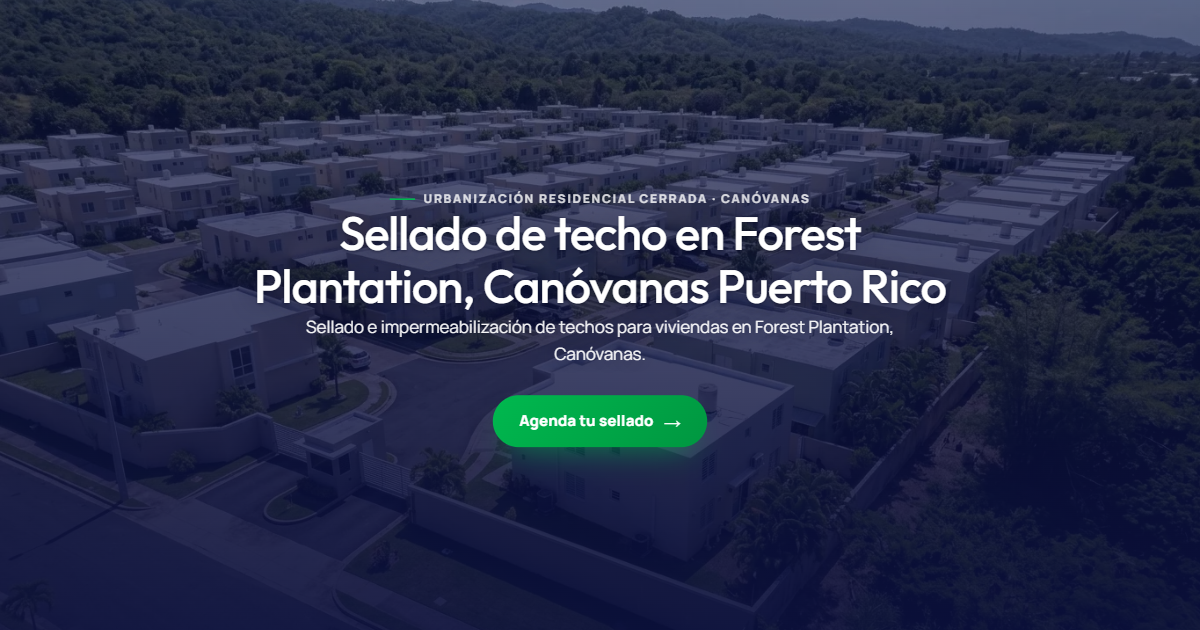 URBANIZACIÓN RESIDENCIAL CERRADA · CANÓVANAS
Sellado de techo en Forest
Plantation, Canóvanas Puerto Rico
Sellado e impermeabilización de techos para viviendas en Forest Plantation,
Canóvanas.
Agenda tu sellado →